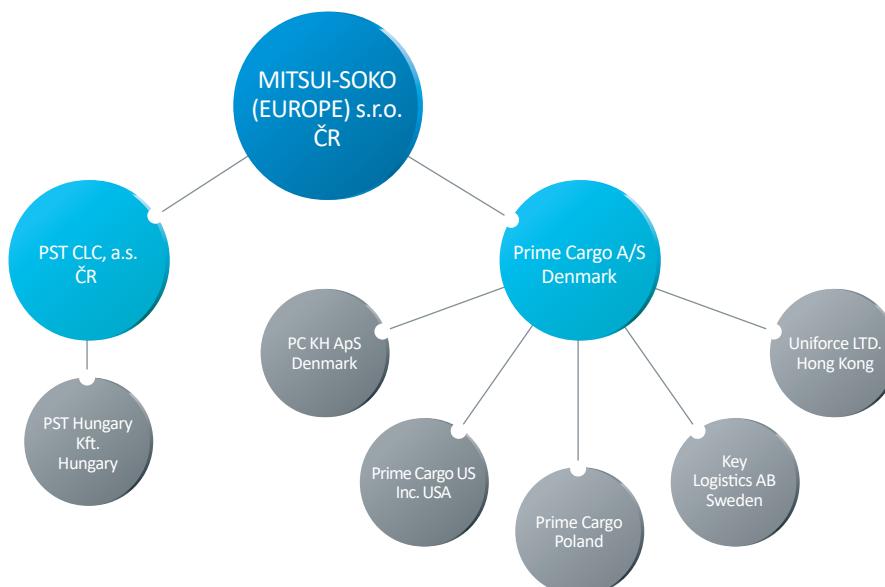 MITSUI-SOKO
(EUROPE) s.r.o.
ČR
PST CLC, a.s.
ČR
Prime Cargo A/S
Denmark
PC KH ApS
Denmark
Uniforce LTD.
Hong Kong
PST Hungary
Kft.
Hungary
Prime Cargo US
Inc. USA
Prime Cargo
Poland
Key
Logistics AB
Sweden